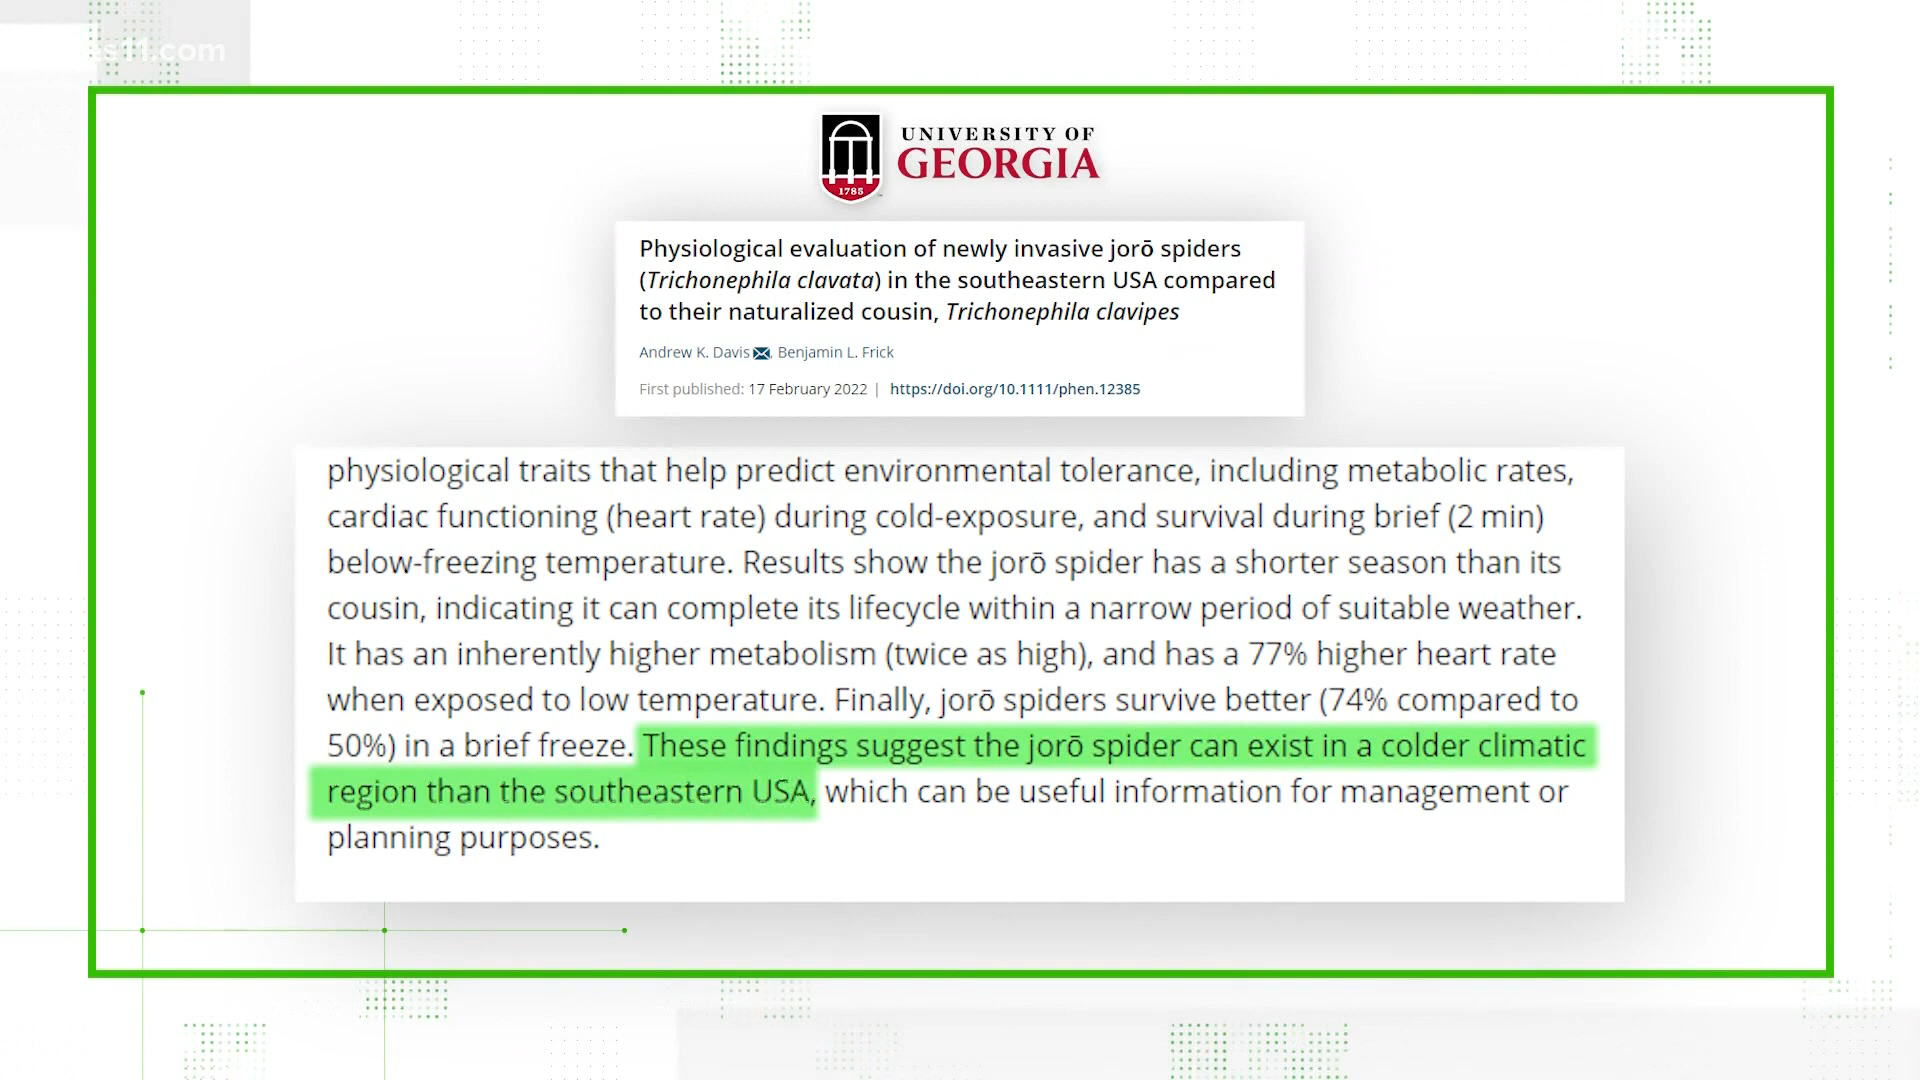 s11.com
UNIVERSITY OF
GEORGIA
1785
Physiological evaluation of newly invasive jorō spiders
(Trichonephila clavata) in the southeastern USA compared
to their naturalized cousin, Trichonephila clavipes
Andrew K. Davis, Benjamin L. Frick
First published: 17 February 2022 | https://doi.org/10.1111/phen.12385
physiological traits that help predict environmental tolerance, including metabolic rates,
cardiac functioning (heart rate) during cold-exposure, and survival during brief (2 min)
below-freezing temperature. Results show the jorō spider has a shorter season than its
cousin, indicating it can complete its lifecycle within a narrow period of suitable weather.
It has an inherently higher metabolism (twice as high), and has a 77% higher heart rate
when exposed to low temperature. Finally, jorō spiders survive better (74% compared to
50%) in a brief freeze. These findings suggest the jorō spider can exist in a colder climatic
region than the southeastern USA, which can be useful information for management or
planning purposes.